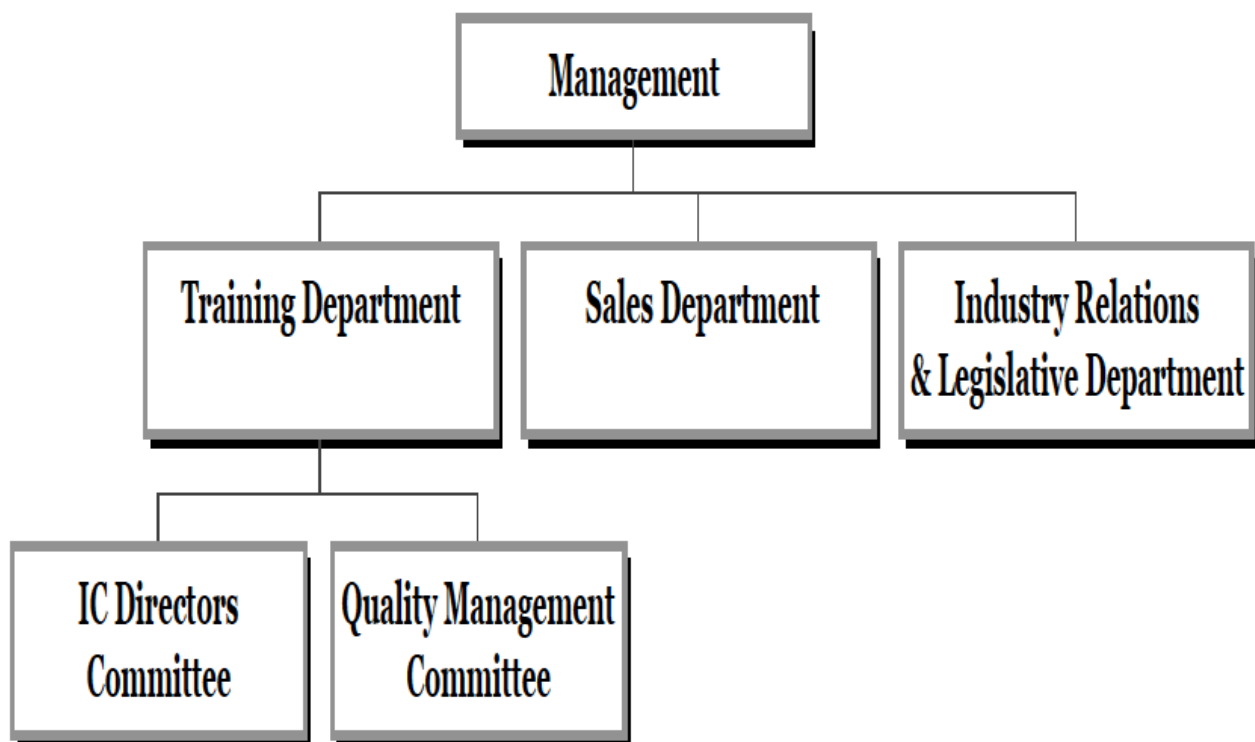 Management
Training Department
Sales Department
Industry Relations
& Legislative Department
IC Directors
Committee
Quality Management
Committee